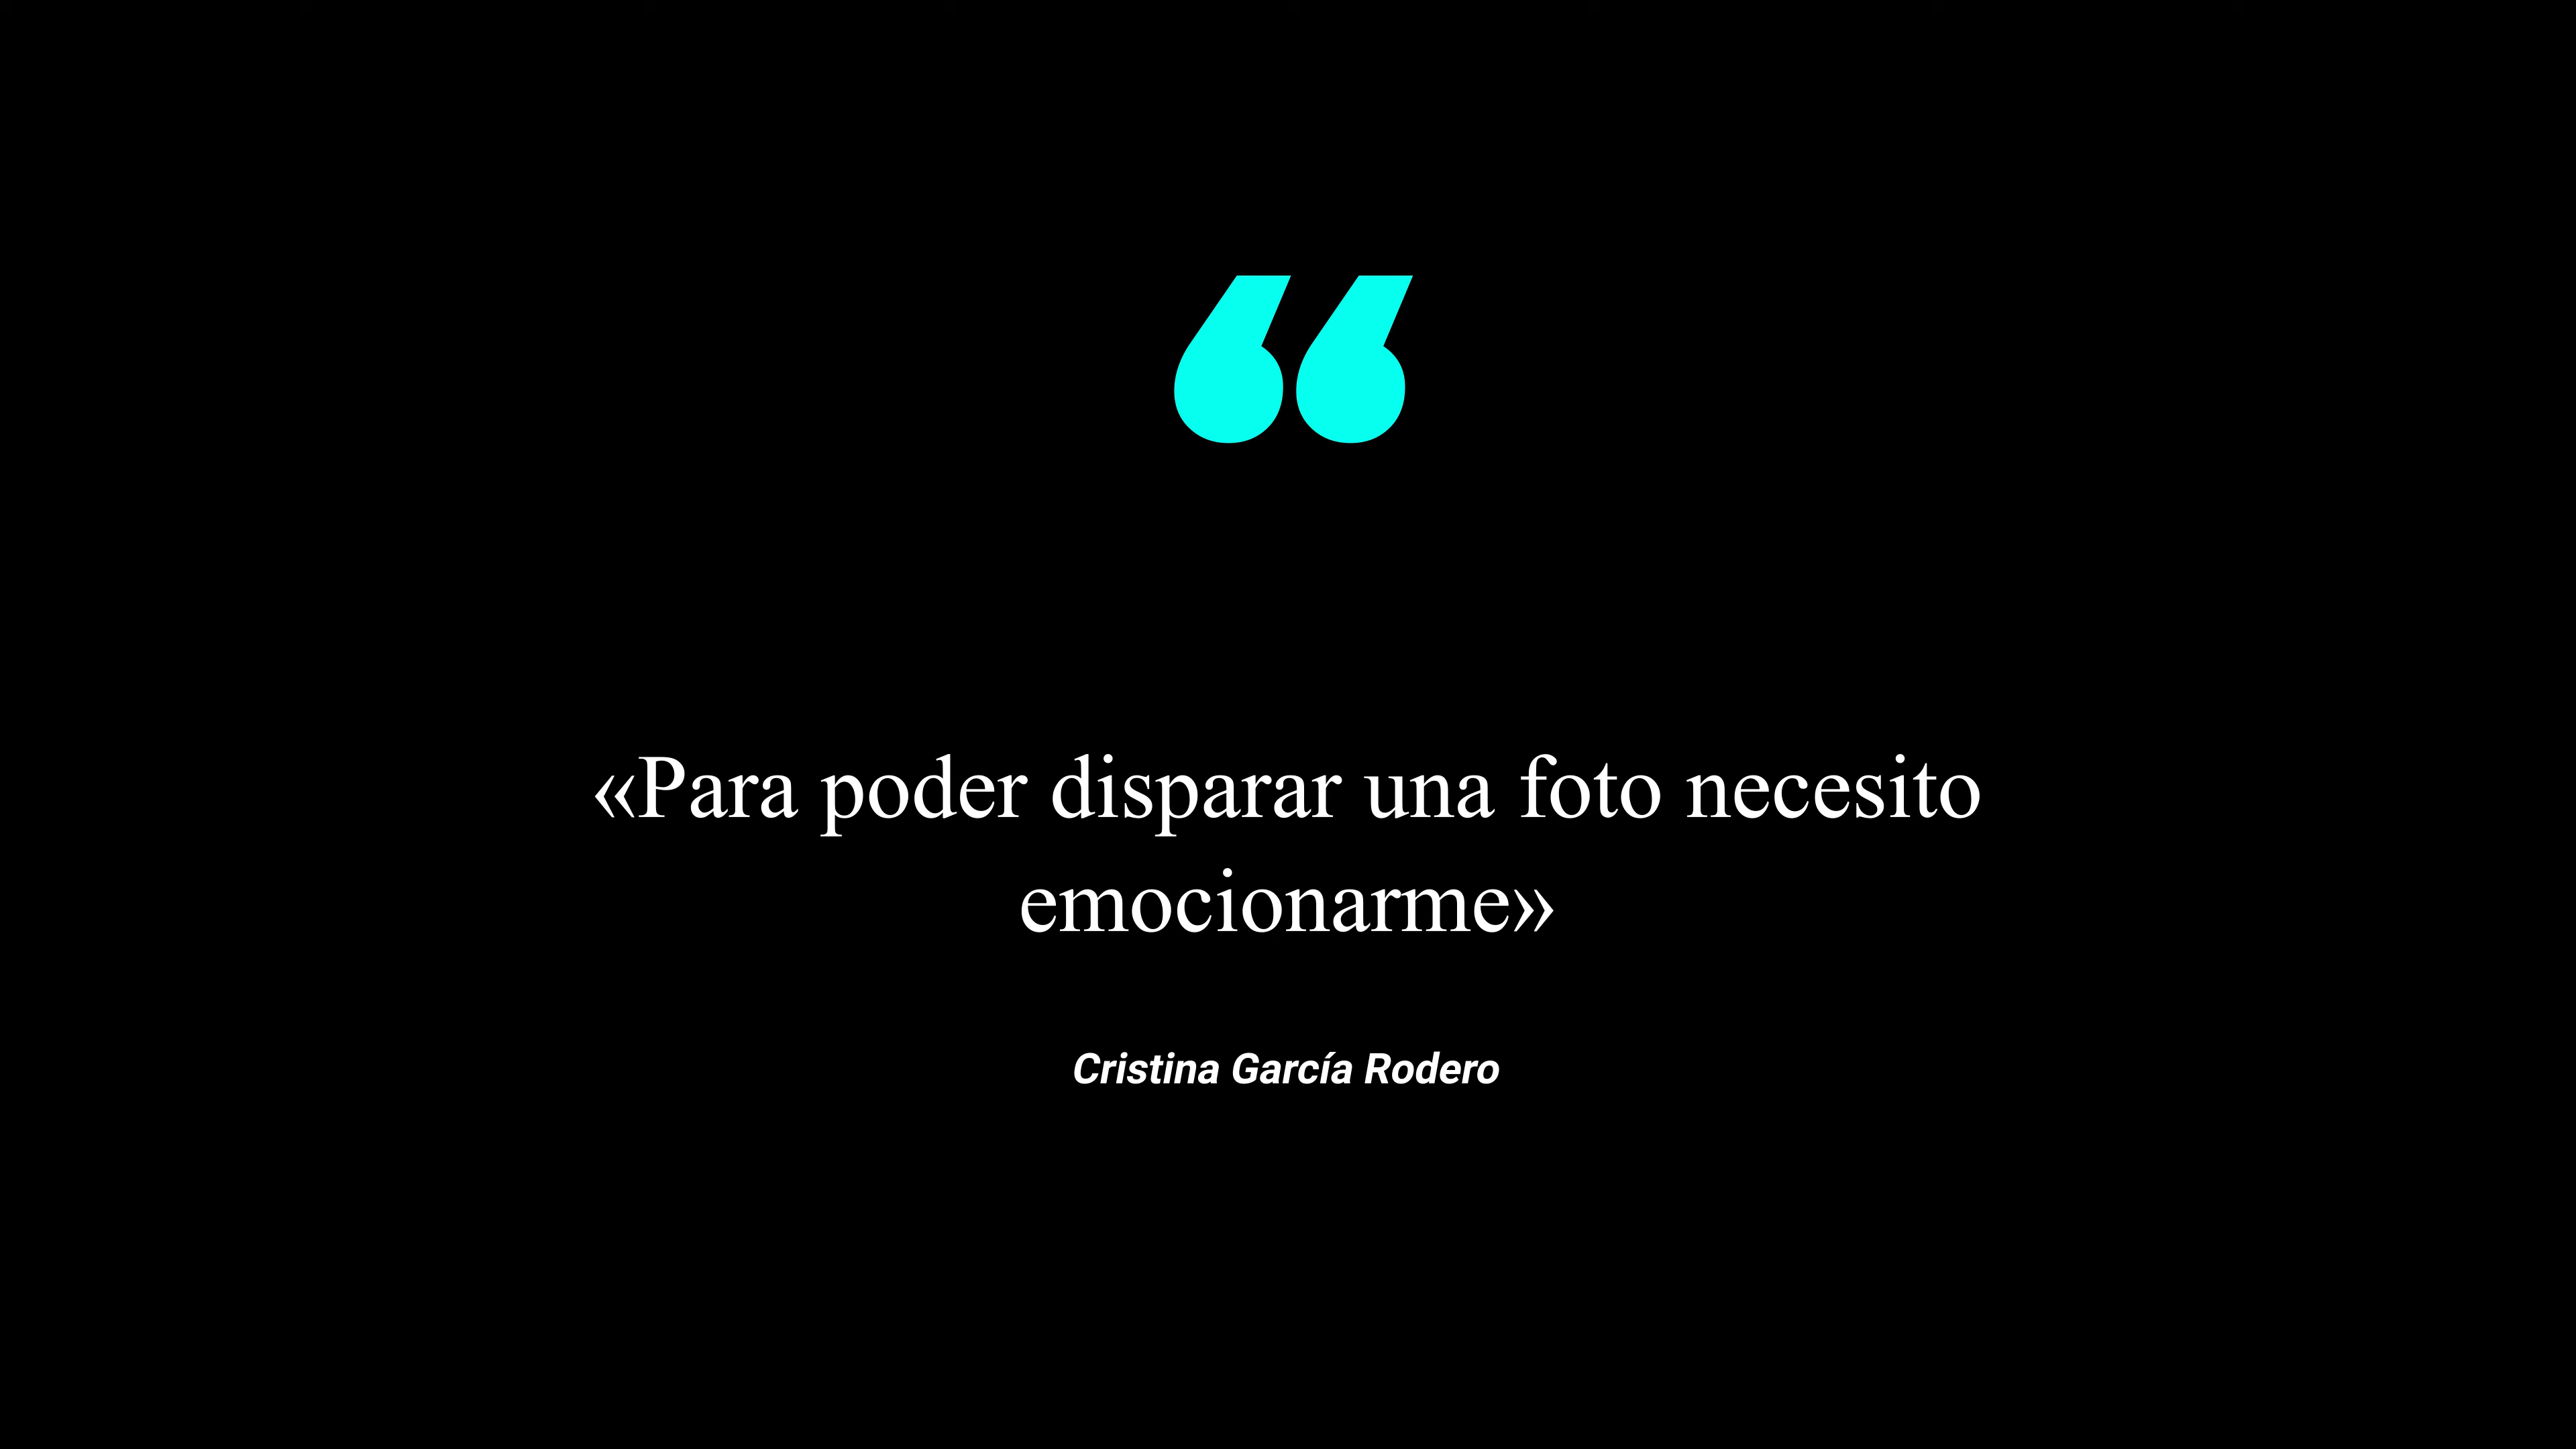 “
«Para poder disparar una foto necesito
emocionarme»
Cristina García Rodero